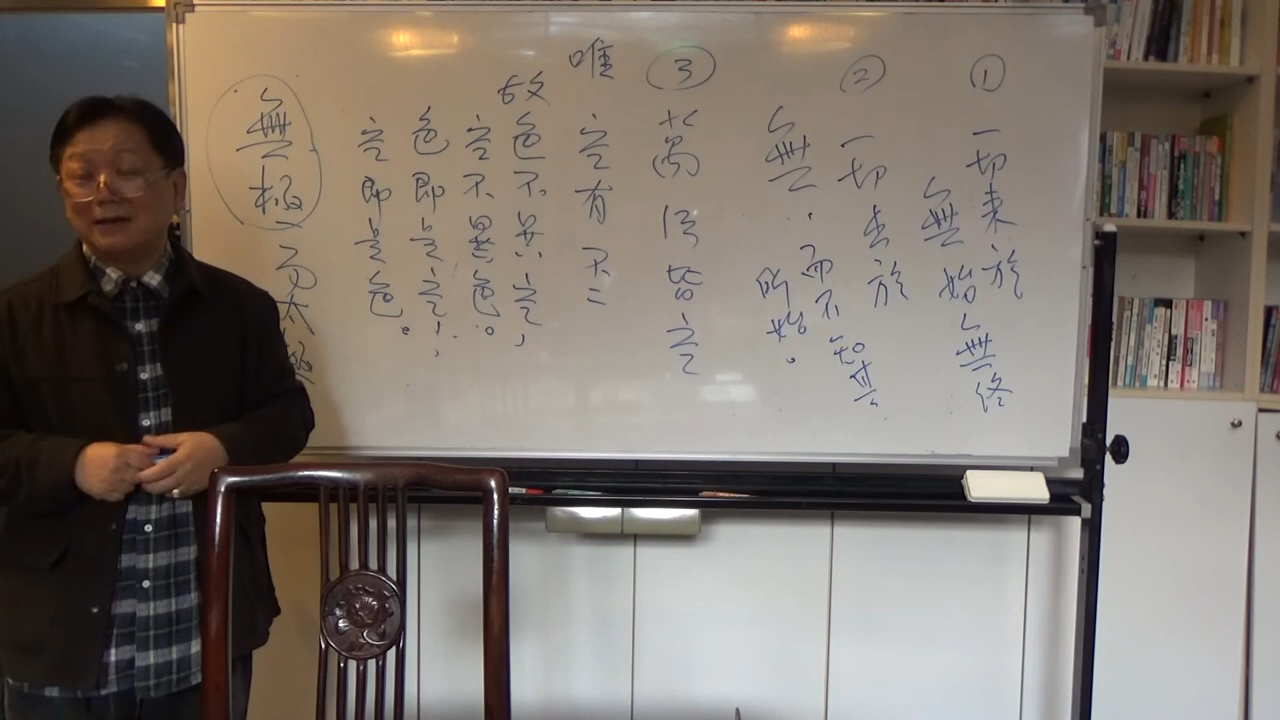 ①
一切来於
無始無終
②
一切於
無,而不知其
所始。
③
萬法皆空
唯
空有不二
故
色不異空,
空不異色。
色即是空!,
空即是色。
無極而太極